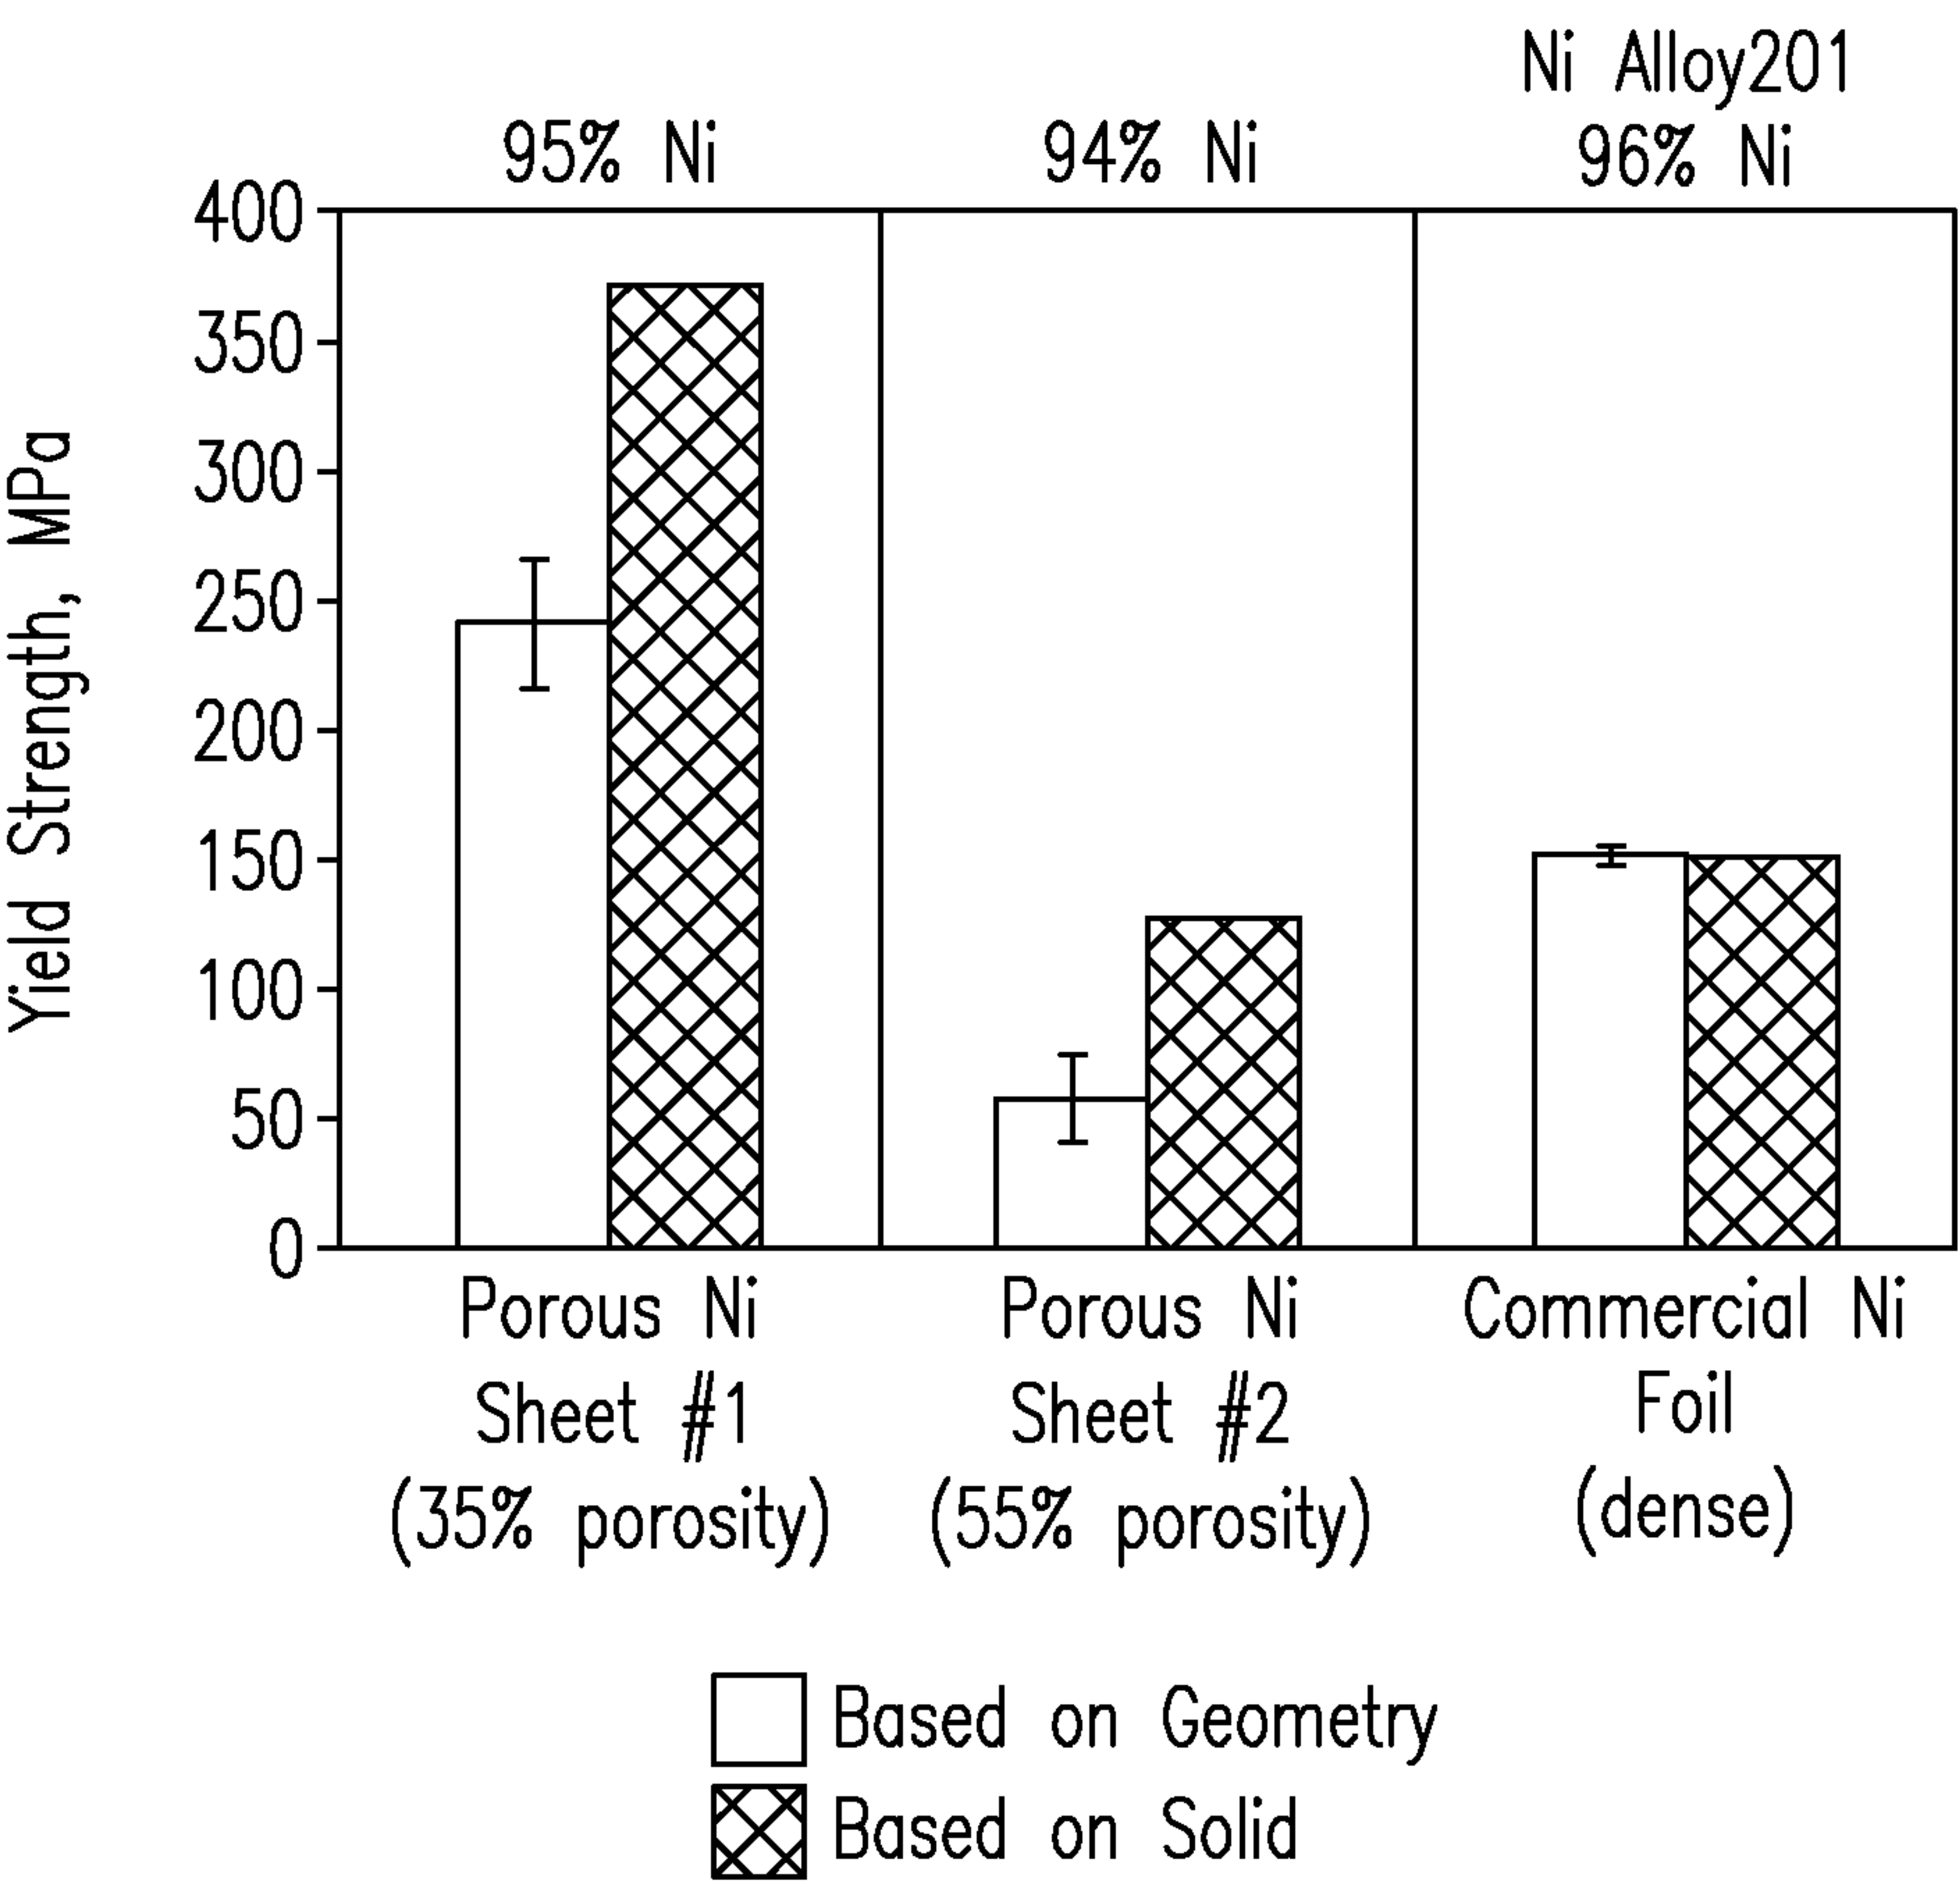 Ni Alloy201
95% Ni
94% Ni
96% Ni
400
350
300
250
200
150
100
50
0
Yield Strength, MPa
Porous Ni
Sheet #1
(35% porosity)
Porous Ni
Sheet #2
(55% porosity)
Commercial Ni
Foil
(dense)
Based on Geometry
Based on Solid